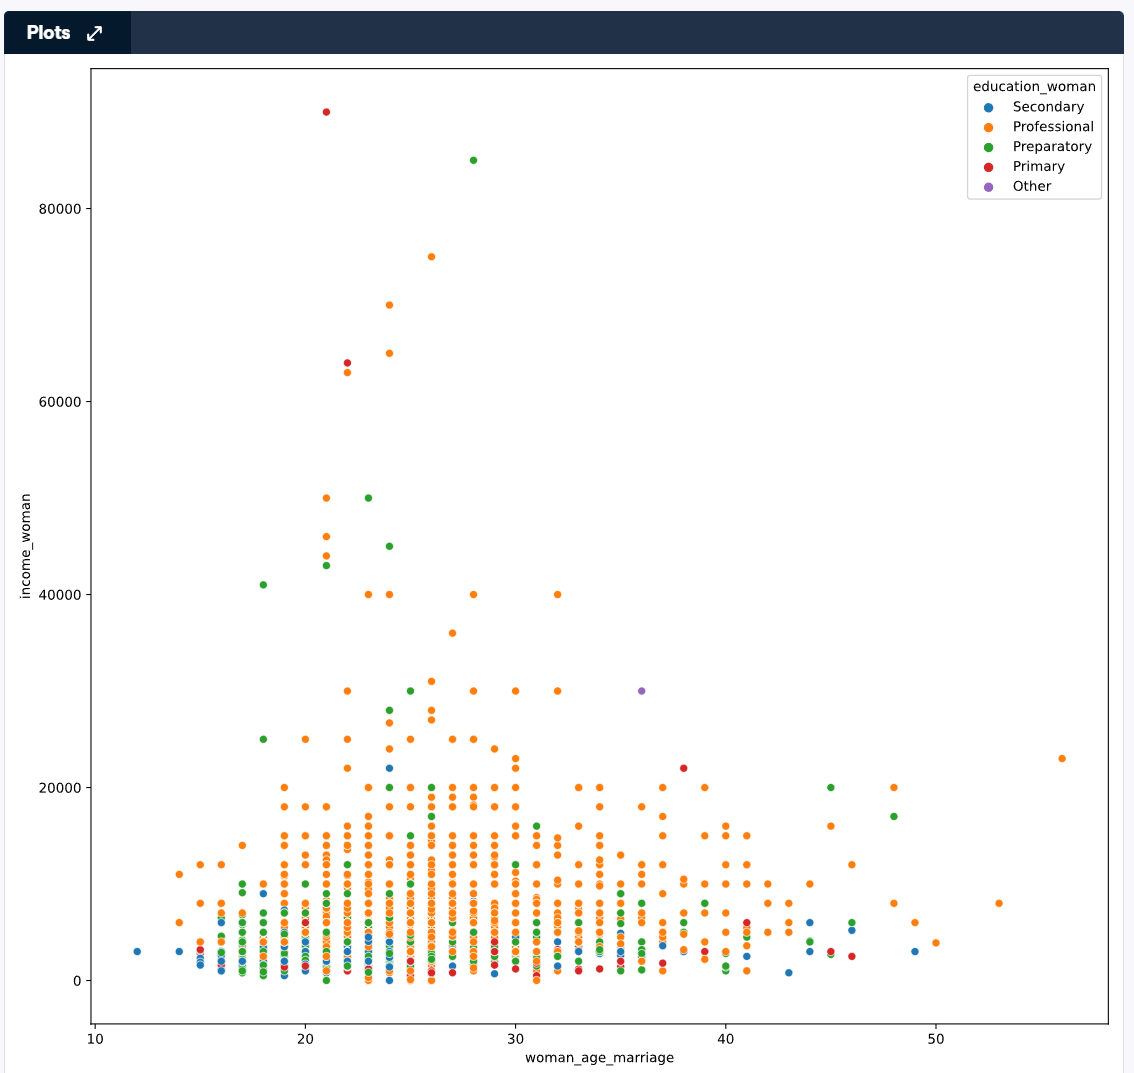 Plots
education_woman
Secondary
Professional
Preparatory
Primary
Other
80000
60000
40000
20000
0
income_woman
10 20 30 40 50
woman_age_marriage